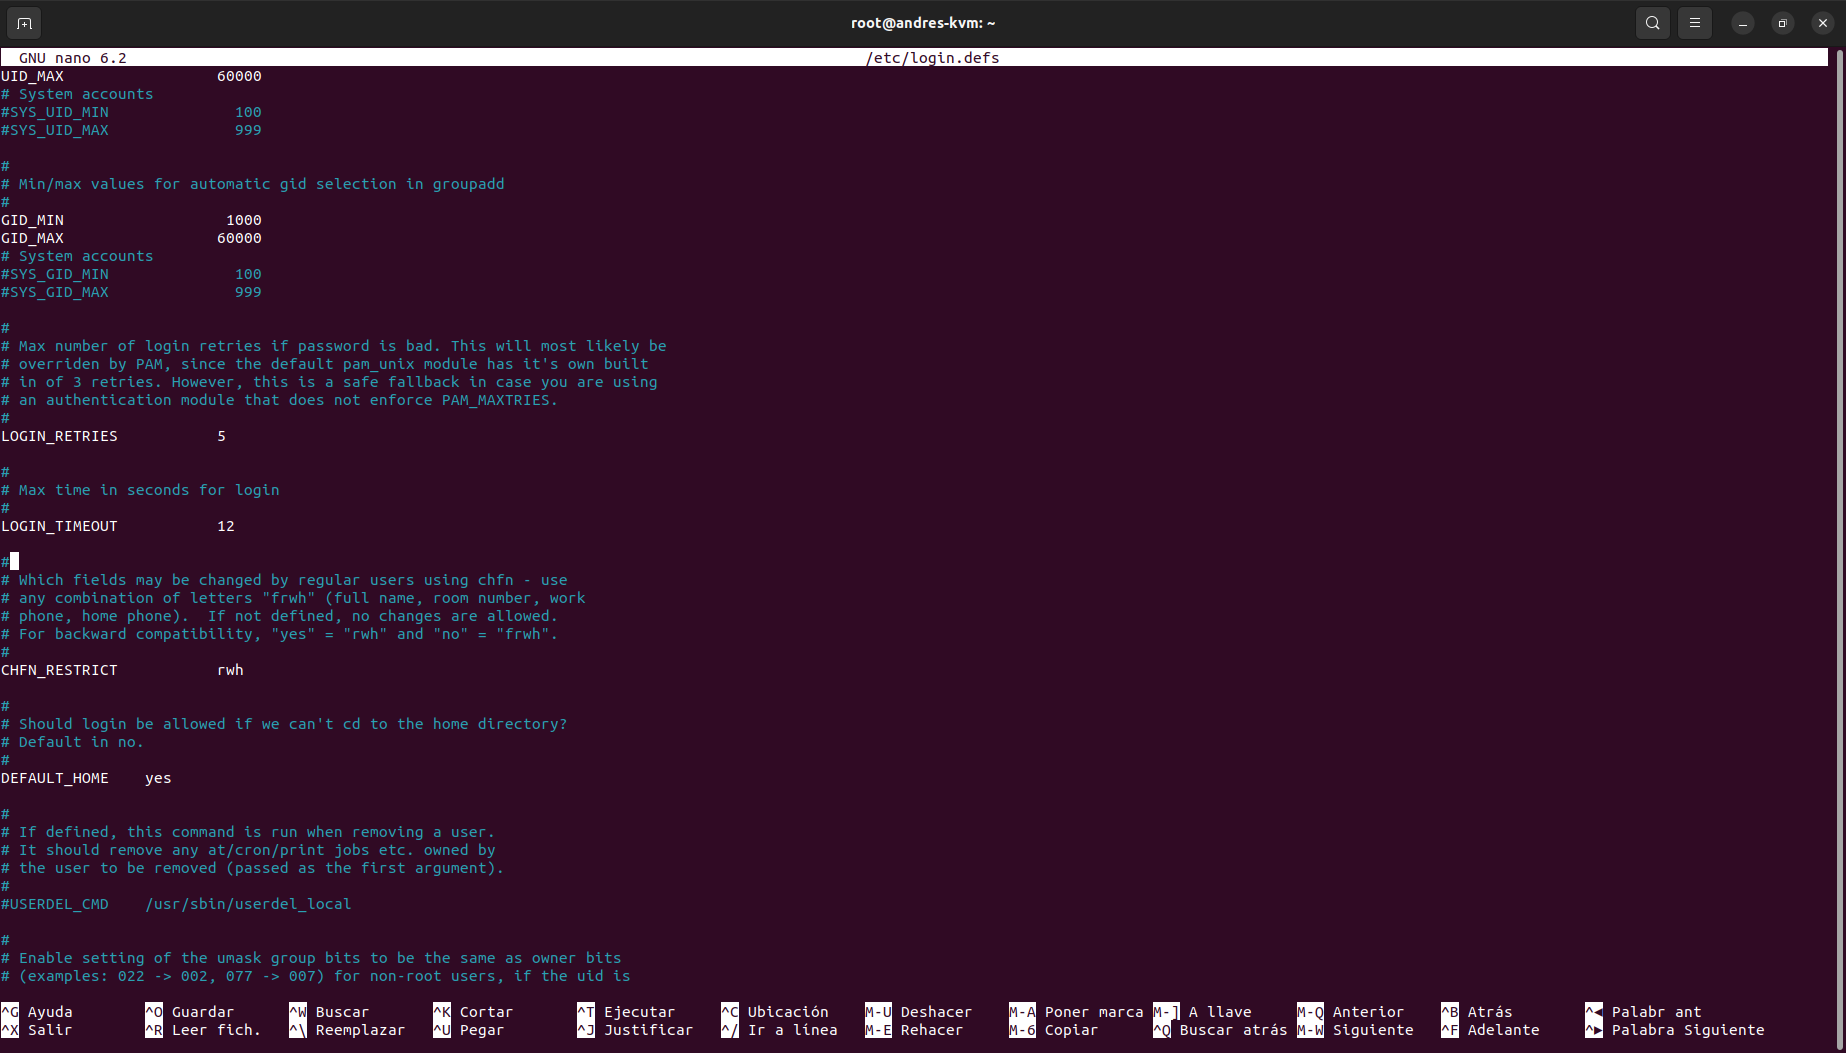 root@andres-kvm: ~
GNU nano 6.2 /etc/login.defs
UID_MAX 60000
# System accounts
#SYS_UID_MIN 100
#SYS_UID_MAX 999
#
# Min/max values for automatic gid selection in groupadd
#
GID_MIN 1000
GID_MAX 60000
# System accounts
#SYS_GID_MIN 100
#SYS_GID_MAX 999
#
# Max number of login retries if password is bad. This will most likely be
# overriden by PAM, since the default pam_unix module has it's own built
# in of 3 retries. However, this is a safe fallback in case you are using
# an authentication module that does not enforce PAM_MAXTRIES.
#
LOGIN_RETRIES 5
#
# Max time in seconds for login
#
LOGIN_TIMEOUT 12
#
# Which fields may be changed by regular users using chfn - use
# any combination of letters "frwh" (full name, room number, work
# phone, home phone).  If not defined, no changes are allowed.
# For backward compatibility, "yes" = "rwh" and "no" = "frwh".
#
CHFN_RESTRICT rwh
#
# Should login be allowed if we can't cd to the home directory?
# Default in no.
#
DEFAULT_HOME yes
#
# If defined, this command is run when removing a user.
# It should remove any at/cron/print jobs etc. owned by
# the user to be removed (passed as the first argument).
#
#USERDEL_CMD /usr/sbin/userdel_local
#
# Enable setting of the umask group bits to be the same as owner bits
# (examples: 022 -> 002, 077 -> 007) for non-root users, if the uid is
^G Ayuda ^O Guardar ^W Buscar ^K Cortar ^T Ejecutar ^C Ubicación M-U Deshacer M-A Poner marca M-] A llave M-Q Anterior ^B Atrás ^◄ Palabr ant
^X Salir ^R Leer fich. ^\ Reemplazar ^U Pegar ^J Justificar ^/ Ir a línea M-E Rehacer M-6 Copiar ^Q Buscar atrás M-W Siguiente ^F Adelante ^► Palabra Siguiente